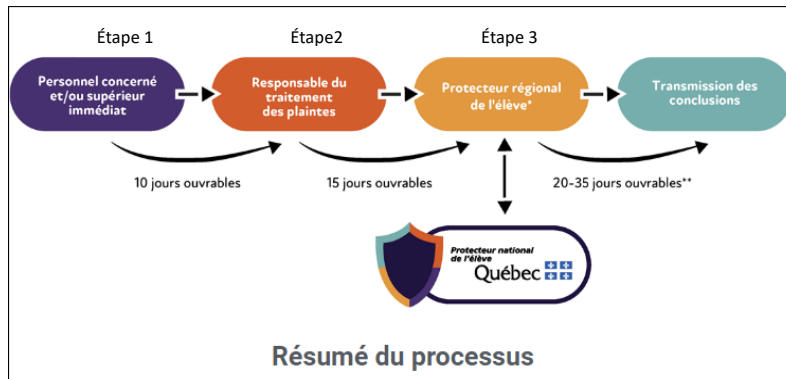 Étape 1
Étape2
Étape 3
Personnel concerné
et/ou supérieur
immédiat
Responsable du
traitement
des plaintes
Protecteur régional
de l'élève*
Transmission des
conclusions
10 jours ouvrables
15 jours ouvrables
20-35 jours ouvrables**
Protecteur national
de l'élève
Québec
Résumé du processus